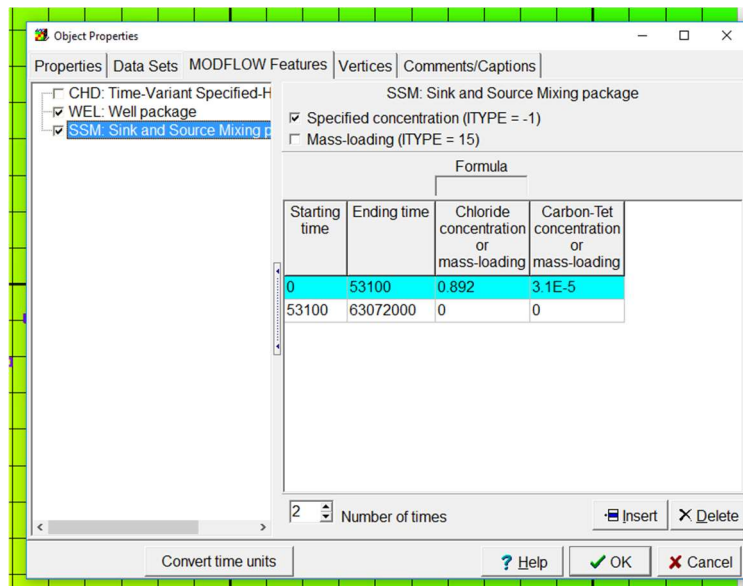 Object Properties
Properties Data Sets MODFLOW Features Vertices Comments/Captions
CHD: Time-Variant Specified-H
WEL: Well package
SSM: Sink and Source Mixing p
SSM: Sink and Source Mixing package
Specified concentration (ITYPE = -1)
Mass-loading (ITYPE = 15)
Formula
Starting time Ending time Chloride concentration or mass-loading Carbon-Tet concentration or mass-loading
0 53100 0.892 3.1E-5
53100 63072000 0 0
2 Number of times Insert Delete
Convert time units ? Help OK Cancel